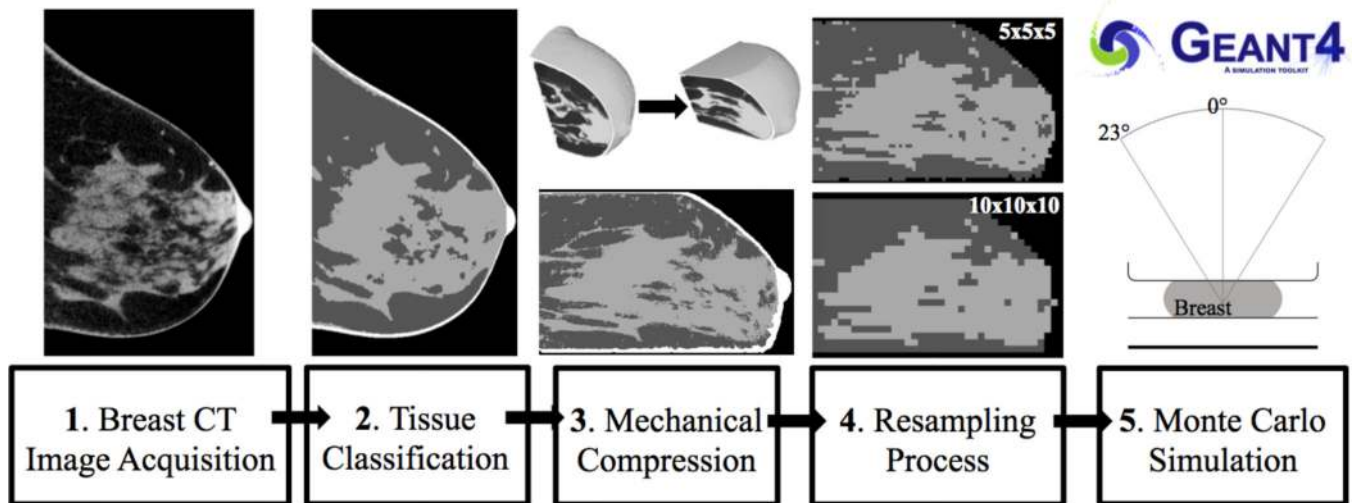 5x5x5
10x10x10
GEANT4
A SIMULATION TOOLKIT
0°
23°
Breast
1. Breast CT
Image Acquisition
2. Tissue
Classification
3. Mechanical
Compression
4. Resampling
Process
5. Monte Carlo
Simulation